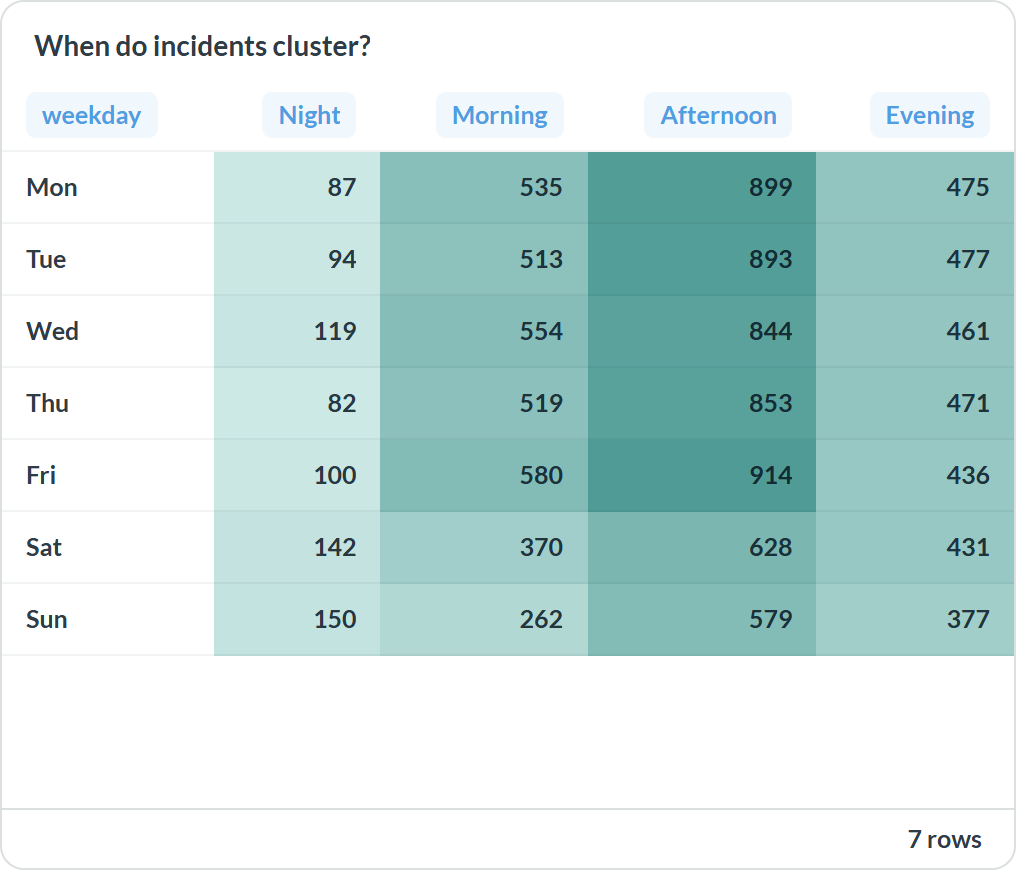 When do incidents cluster?
weekday Night Morning Afternoon Evening
Mon 87 535 899 475
Tue 94 513 893 477
Wed 119 554 844 461
Thu 82 519 853 471
Fri 100 580 914 436
Sat 142 370 628 431
Sun 150 262 579 377
7 rows